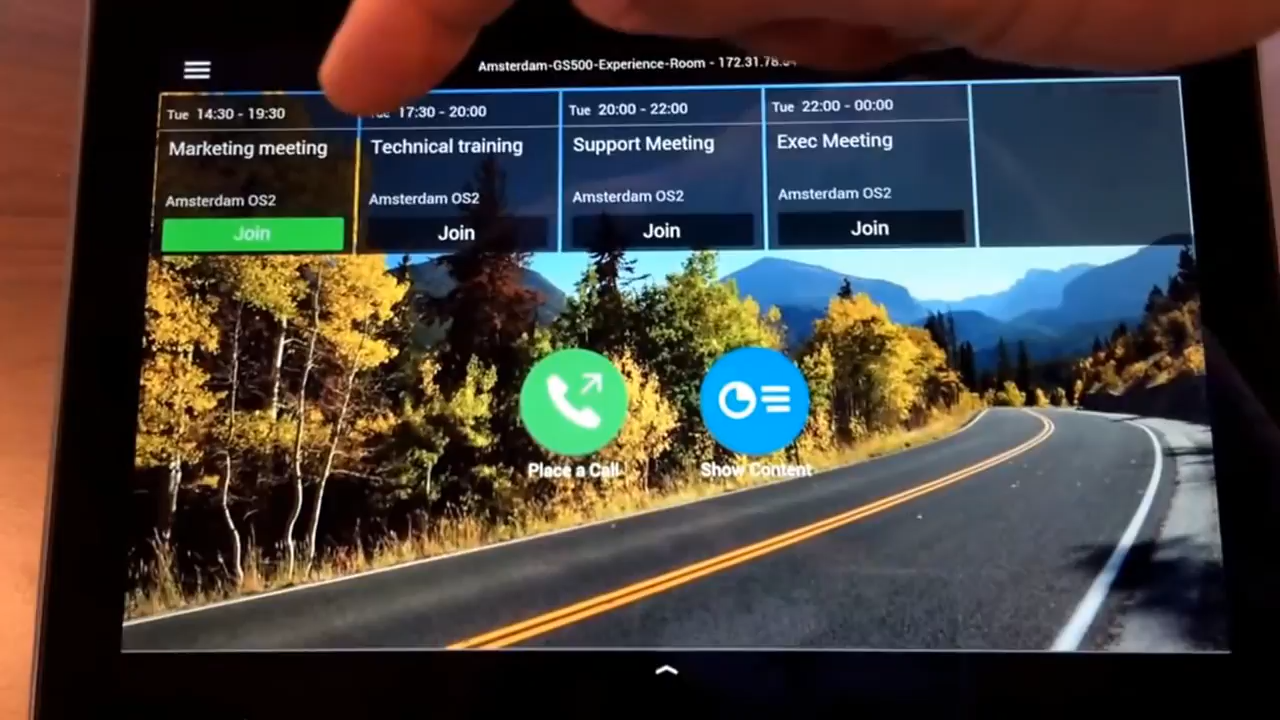 Amsterdam-GS500-Experience-Room - 172.31.78.
Tue 14:30 - 19:30
Marketing meeting
Amsterdam OS2
Join
17:30 - 20:00
Technical training
Amsterdam OS2
Join
Tue 20:00 - 22:00
Support Meeting
Amsterdam OS2
Join
Tue 22:00 - 00:00
Exec Meeting
Amsterdam OS2
Join
Place a Call
Show Content